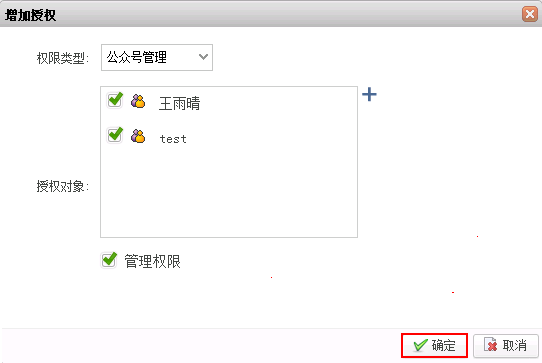 增加授权
权限类型: 公众号管理
王雨晴
test
授权对象:
管理权限
确定 取消